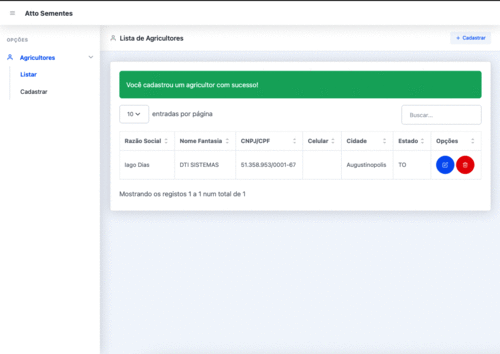 Atto Sementes
OPÇÕES
Agricultores
Listar
Cadastrar
Lista de Agricultores
+ Cadastrar
Você cadastrou um agricultor com sucesso!
10 entradas por página
Buscar...
Razão Social Nome Fantasia CNPJ/CPF Celular Cidade Estado Opções
Iago Dias DTI SISTEMAS 51.358.953/0001-67 Augustinopolis TO
Mostrando os registos 1 a 1 num total de 1